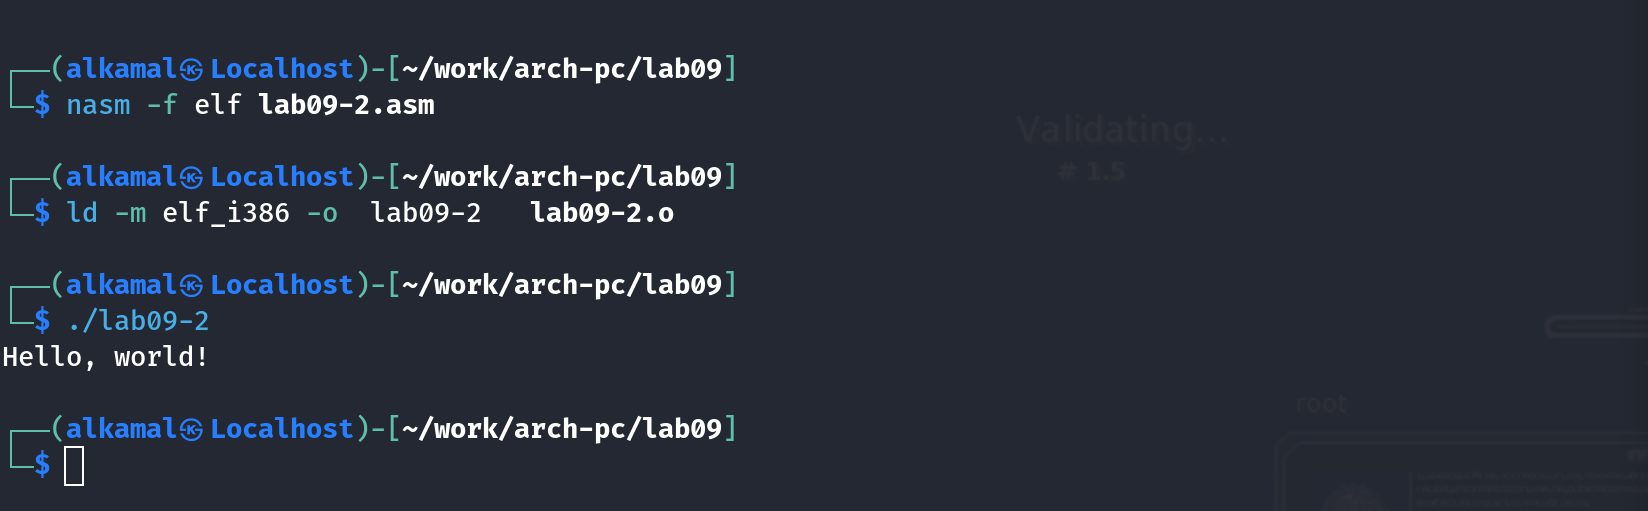 ┌──(alkamal㉿Localhost)-[~/work/arch-pc/lab09]
└─$ nasm -f elf lab09-2.asm
Validating...
# 1.5
┌──(alkamal㉿Localhost)-[~/work/arch-pc/lab09]
└─$ ld -m elf_i386 -o  lab09-2   lab09-2.o
┌──(alkamal㉿Localhost)-[~/work/arch-pc/lab09]
└─$ ./lab09-2
Hello, world!
root
┌──(alkamal㉿Localhost)-[~/work/arch-pc/lab09]
└─$